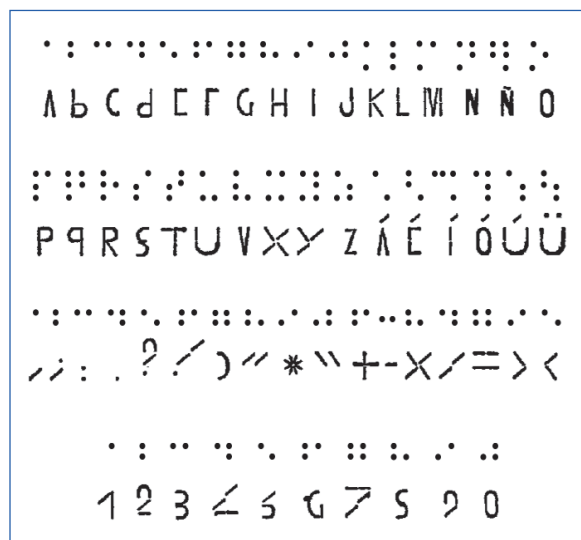 A b C d E F G H I J K L M N Ñ O
P q R S T U V X Y Z Á É Í Ó Ú Ü
, ; : . ? ! ) " * " + - × / = > <
1 2 3 4 5 6 7 8 9 0